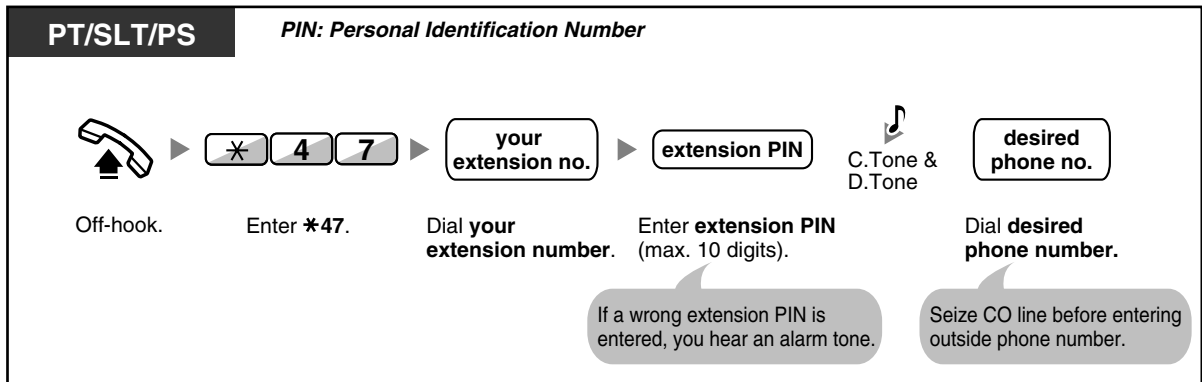 PT/SLT/PS
PIN: Personal Identification Number
* 4 7
your
extension no.
extension PIN
C.Tone &
D.Tone
desired
phone no.
Off-hook.
Enter *47.
Dial your
extension number.
Enter extension PIN
(max. 10 digits).
Dial desired
phone number.
If a wrong extension PIN is
entered, you hear an alarm tone.
Seize CO line before entering
outside phone number.